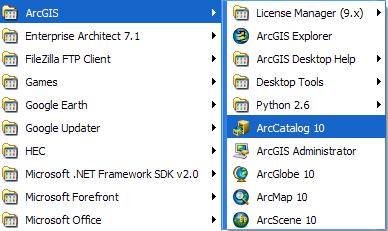 ArcGIS
Enterprise Architect 7.1
FileZilla FTP Client
Games
Google Earth
Google Updater
HEC
Microsoft .NET Framework SDK v2.0
Microsoft Forefront
Microsoft Office
License Manager (9.x)
ArcGIS Explorer
ArcGIS Desktop Help
Desktop Tools
Python 2.6
ArcCatalog 10
ArcGIS Administrator
ArcGlobe 10
ArcMap 10
ArcScene 10